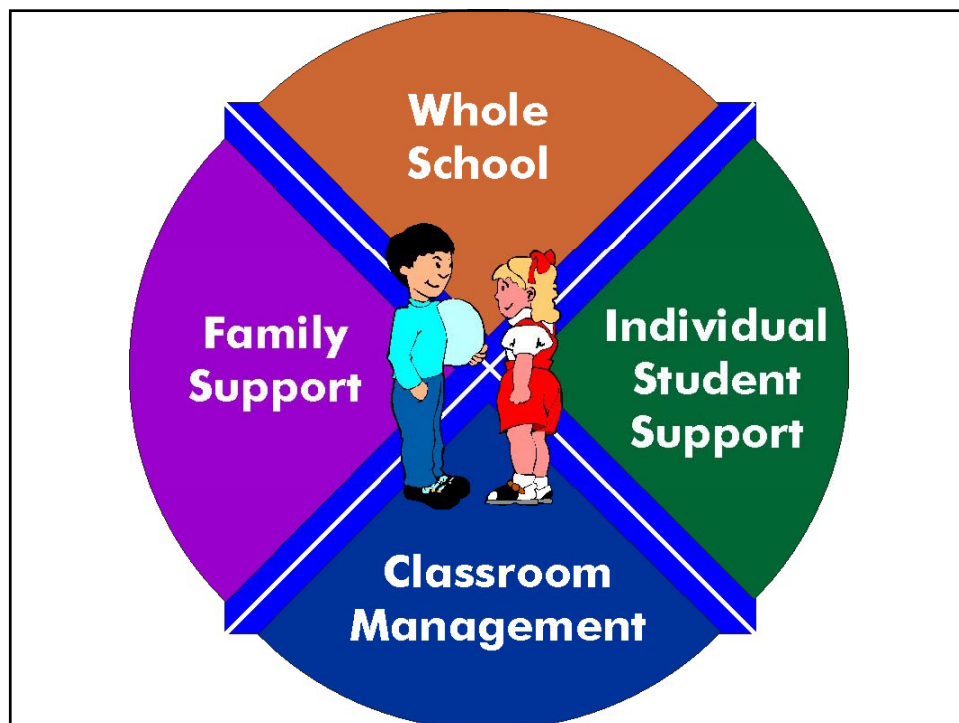 Whole
School
Family
Support
Individual
Student
Support
Classroom
Management